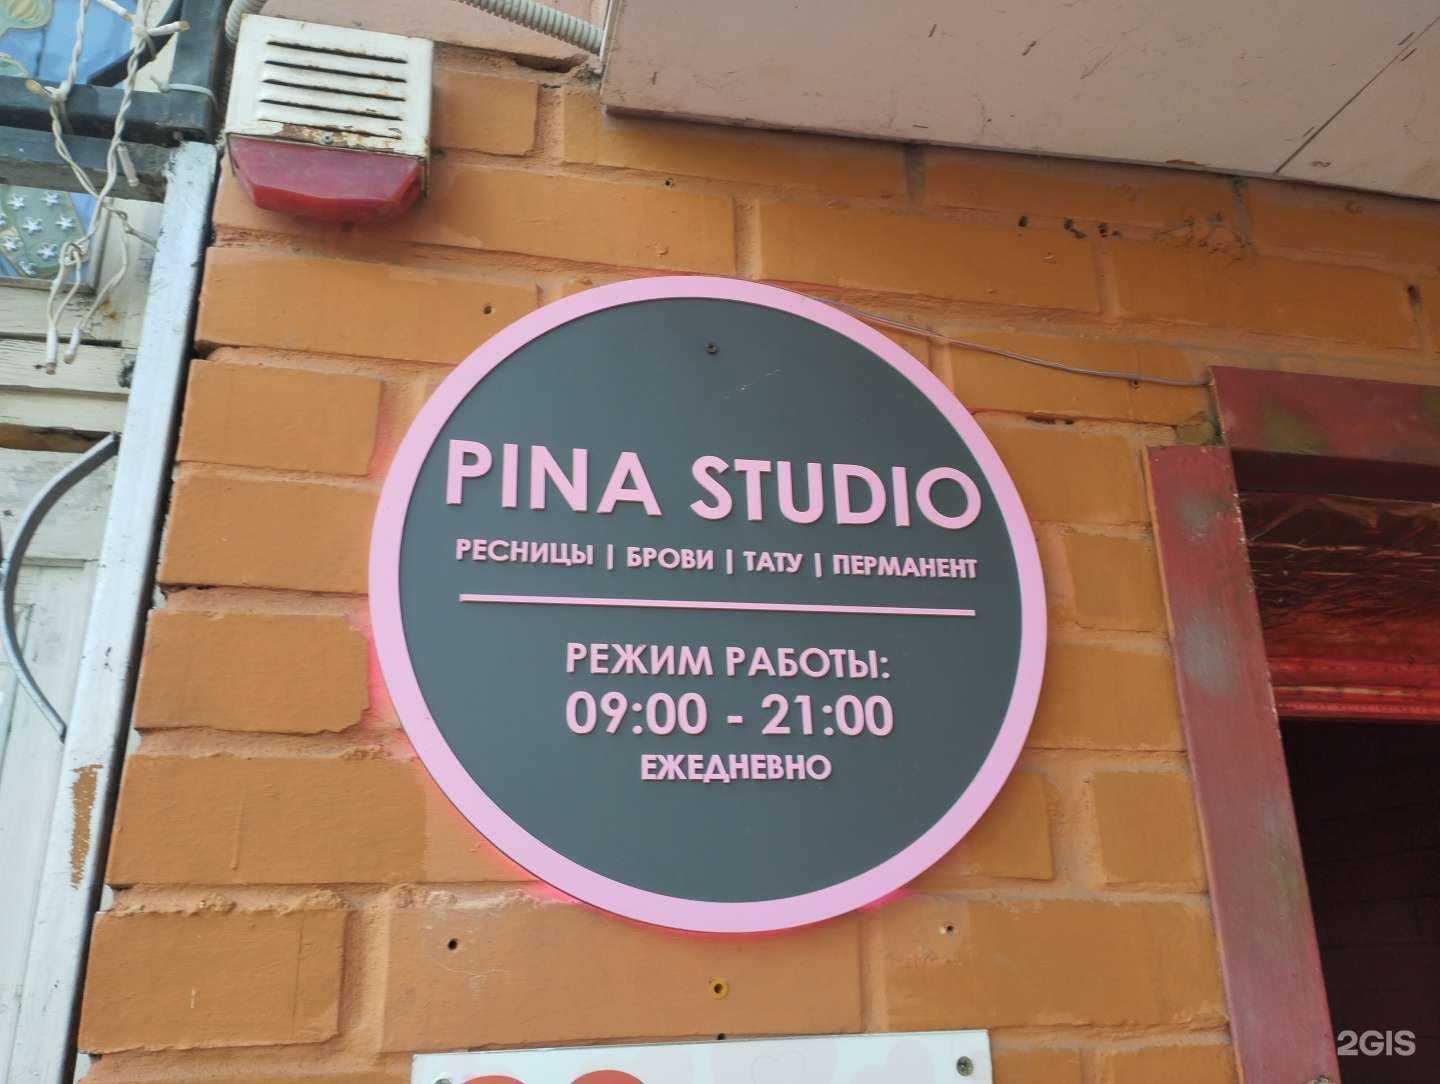 PINA STUDIO
РЕСНИЦЫ | БРОВИ | ТАТУ | ПЕРМАНЕНТ
РЕЖИМ РАБОТЫ:
09:00 - 21:00
ЕЖЕДНЕВНО
2GIS